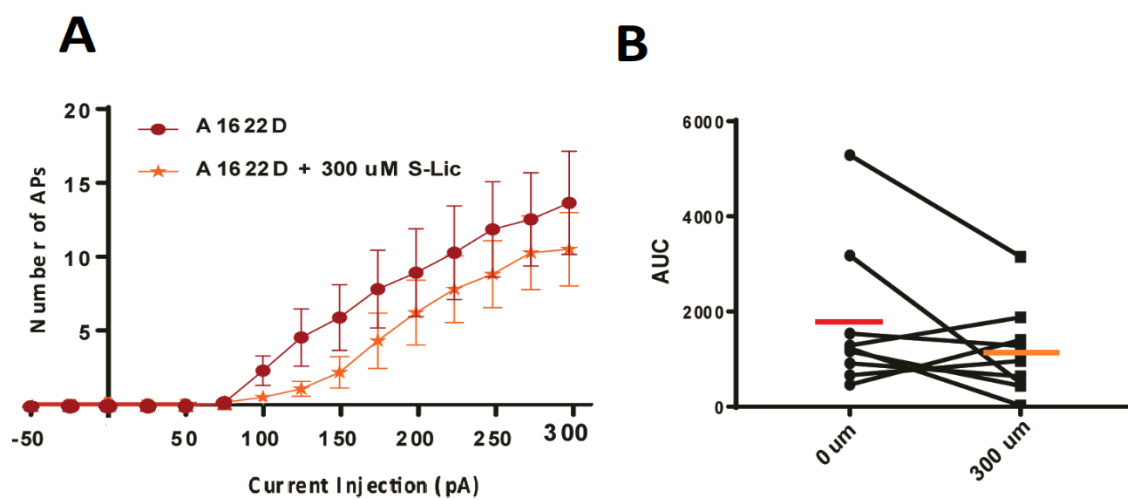 A
B
20
15
10
5
Number of APs
A1622D
A1622D + 300 uM S-Lic
-50
0
50
100
150
200
250
300
Current Injection (pA)
6000
4000
2000
0
AUC
0 um
300 um